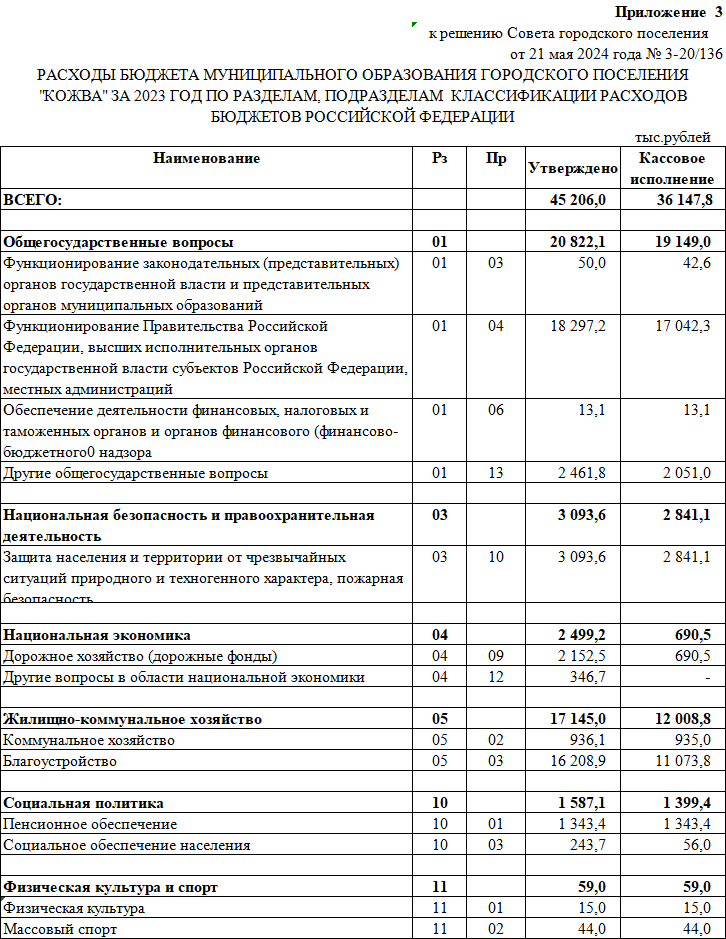 Приложение 3
к решению Совета городского поселения
от 21 мая 2024 года № 3-20/136
РАСХОДЫ БЮДЖЕТА МУНИЦИПАЛЬНОГО ОБРАЗОВАНИЯ ГОРОДСКОГО ПОСЕЛЕНИЯ
"КОЖВА" ЗА 2023 ГОД ПО РАЗДЕЛАМ, ПОДРАЗДЕЛАМ КЛАССИФИКАЦИИ РАСХОДОВ
БЮДЖЕТОВ РОССИЙСКОЙ ФЕДЕРАЦИИ
тыс.рублей
Наименование Рз Пр Утверждено Кассовое
исполнение
ВСЕГО: 45 206,0 36 147,8
Общегосударственные вопросы 01 20 822,1 19 149,0
Функционирование законодательных (представительных) 01 03 50,0 42,6
органов государственной власти и представительных
органов муниципальных образований
Функционирование Правительства Российской 01 04 18 297,2 17 042,3
Федерации, высших исполнительных органов
государственной власти субъектов Российской Федерации,
местных администраций
Обеспечение деятельности финансовых, налоговых и 01 06 13,1 13,1
таможенных органов и органов финансового (финансово-
бюджетного0 надзора
Другие общегосударственные вопросы 01 13 2 461,8 2 051,0
Национальная безопасность и правоохранительная 03 3 093,6 2 841,1
деятельность
Защита населения и территории от чрезвычайных 03 10 3 093,6 2 841,1
ситуаций природного и техногенного характера, пожарная
безопасность
Национальная экономика 04 2 499,2 690,5
Дорожное хозяйство (дорожные фонды) 04 09 2 152,5 690,5
Другие вопросы в области национальной экономики 04 12 346,7 -
Жилищно-коммунальное хозяйство 05 17 145,0 12 008,8
Коммунальное хозяйство 05 02 936,1 935,0
Благоустройство 05 03 16 208,9 11 073,8
Социальная политика 10 1 587,1 1 399,4
Пенсионное обеспечение 10 01 1 343,4 1 343,4
Социальное обеспечение населения 10 03 243,7 56,0
Физическая культура и спорт 11 59,0 59,0
Физическая культура 11 01 15,0 15,0
Массовый спорт 11 02 44,0 44,0